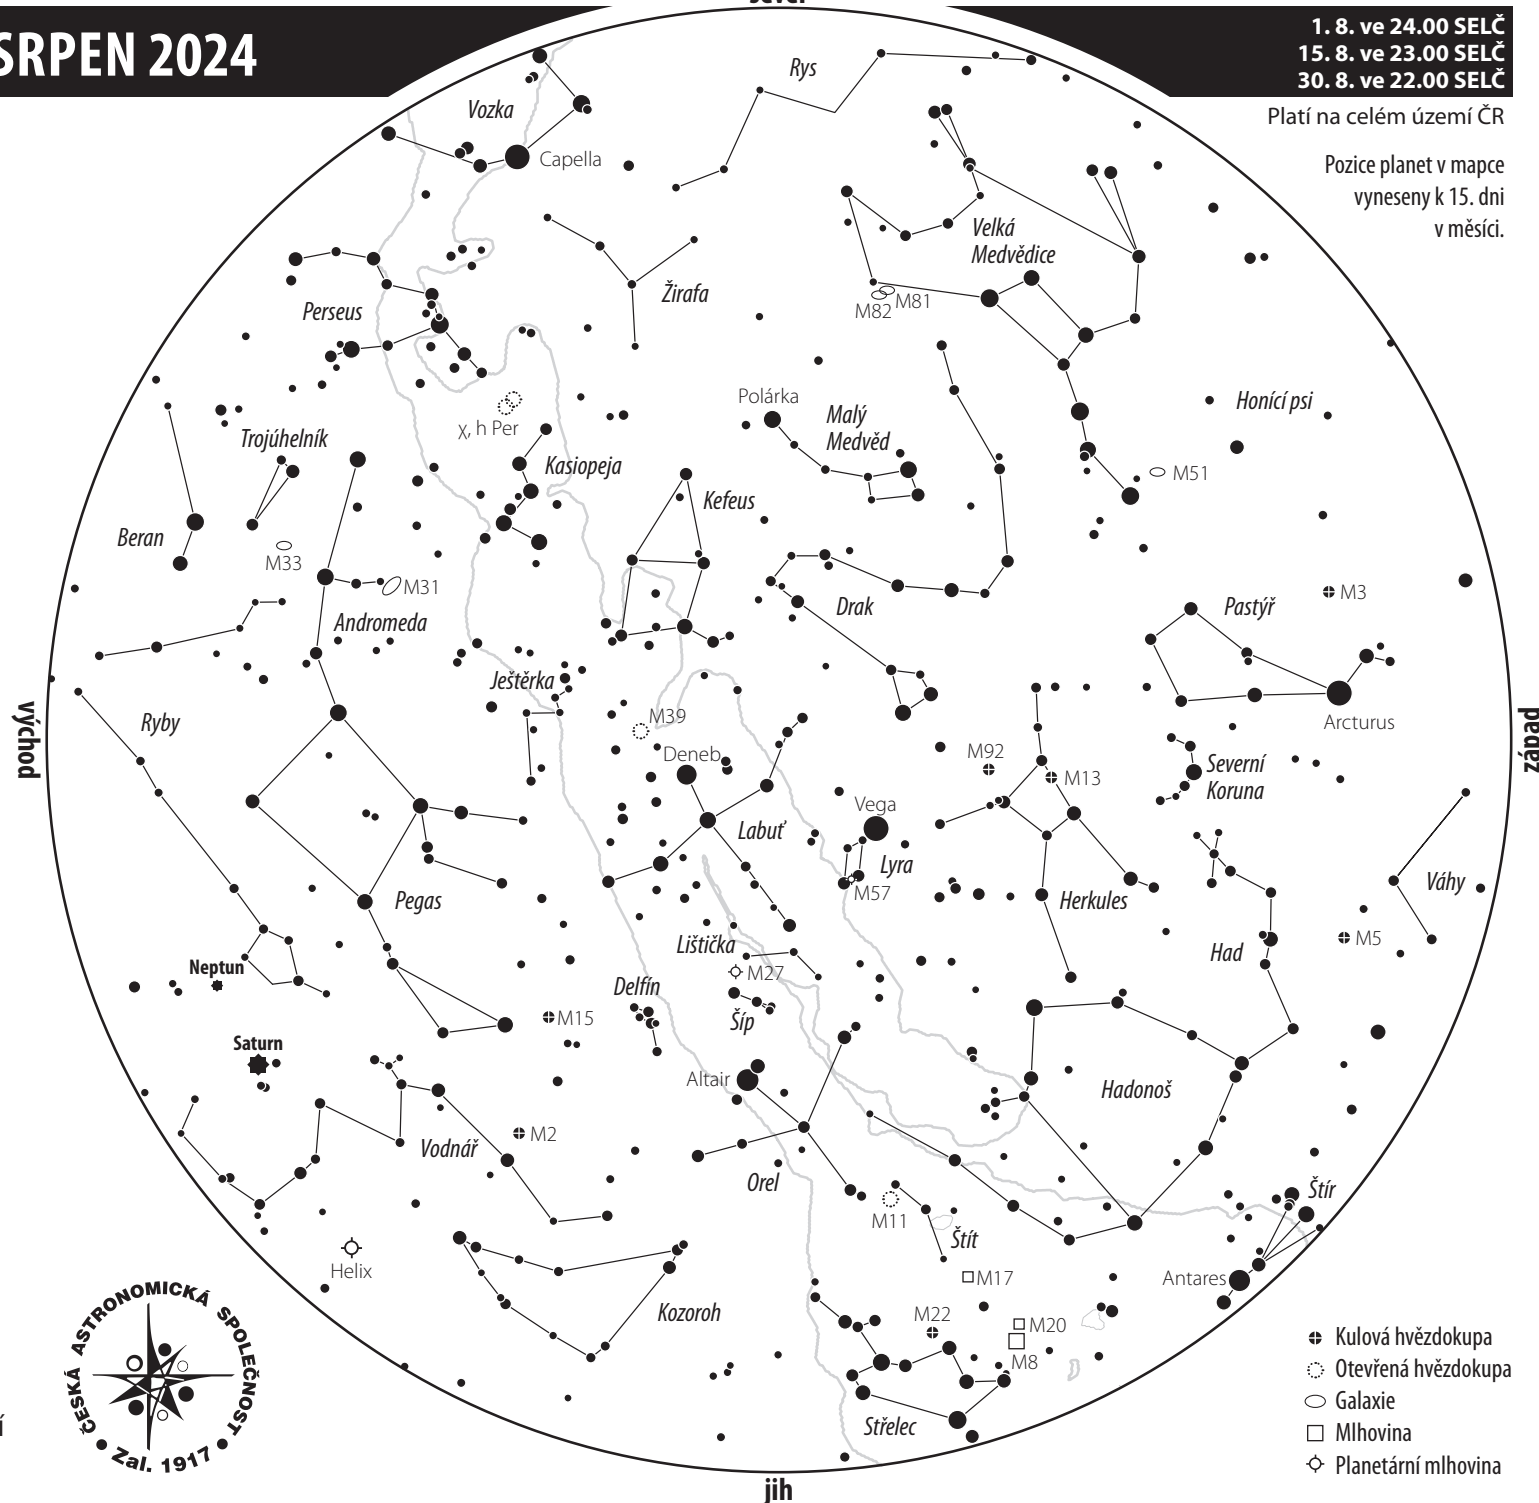 sever
SRPEN 2024
1. 8. ve 24.00 SELČ
15. 8. ve 23.00 SELČ
30. 8. ve 22.00 SELČ
Platí na celém území ČR
Pozice planet v mapce
vyneseny k 15. dni
v měsíci.
Rys
Vozka
Capella
Velká
Medvědice
Žirafa
M82
M81
Perseus
Polárka
Malý
Medvěd
Honící psi
χ, h Per
Trojúhelník
Kasiopeja
M51
Kefeus
Beran
M33
M31
M3
Drak
Pastýř
Andromeda
Ještěrka
M39
Arcturus
Ryby
východ
západ
Deneb
M92
M13
Severní
Koruna
Vega
Labuť
Lyra
M57
Herkules
Váhy
Pegas
Lištička
M27
Had
M5
Neptun
Delfín
Šíp
M15
Saturn
Altair
Hadonoš
M2
Vodnář
Orel
M11
Štít
Štír
Helix
M17
Antares
Kozoroh
M22
M20
M8
Střelec
ČESKÁ ASTRONOMICKÁ SPOLEČNOST
Zal. 1917
í
Kulová hvězdokupa
Otevřená hvězdokupa
Galaxie
Mlhovina
Planetární mlhovina
jih